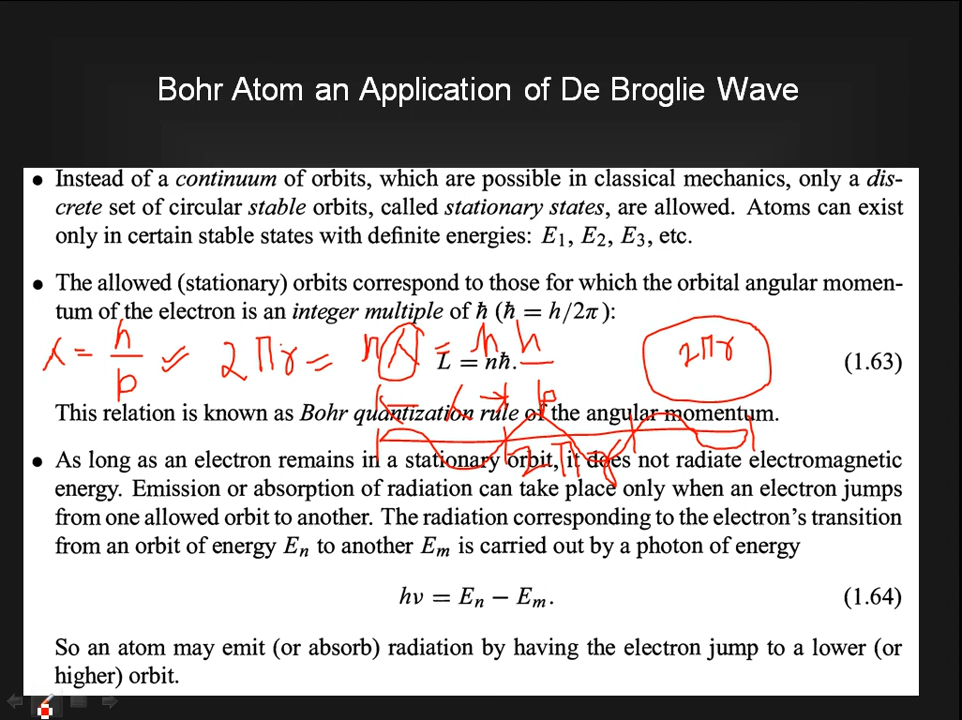 Bohr Atom an Application of De Broglie Wave
• Instead of a continuum of orbits, which are possible in classical mechanics, only a dis-
crete set of circular stable orbits, called stationary states, are allowed. Atoms can exist
only in certain stable states with definite energies: E₁, E₂, E₃, etc.
• The allowed (stationary) orbits correspond to those for which the orbital angular momen-
tum of the electron is an integer multiple of ħ (ħ = h/2π):
λ = h/p 2πr = nλ = n h/p
2πr
L = nħ. (1.63)
This relation is known as Bohr quantization rule of the angular momentum.
L
2πr
• As long as an electron remains in a stationary orbit, it does not radiate electromagnetic
energy. Emission or absorption of radiation can take place only when an electron jumps
from one allowed orbit to another. The radiation corresponding to the electron's transition
from an orbit of energy Eₙ to another Eₘ is carried out by a photon of energy
hν = Eₙ − Eₘ. (1.64)
So an atom may emit (or absorb) radiation by having the electron jump to a lower (or
higher) orbit.